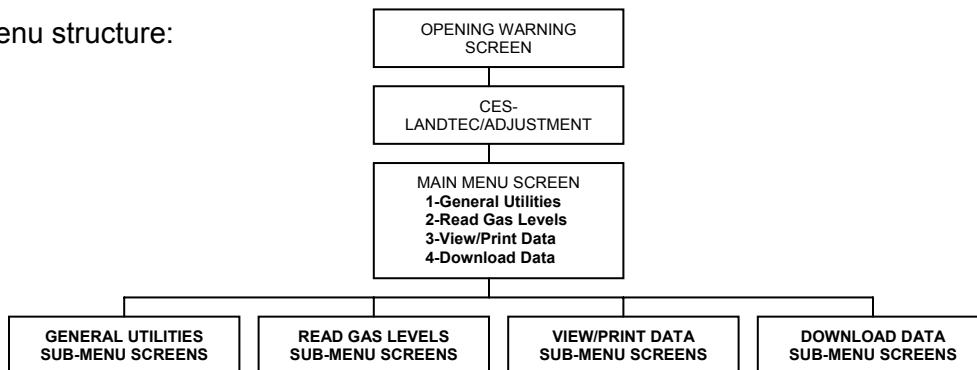 enu structure:
OPENING WARNING
SCREEN
CES-
LANDTEC/ADJUSTMENT
MAIN MENU SCREEN
1-General Utilities
2-Read Gas Levels
3-View/Print Data
4-Download Data
GENERAL UTILITIES
SUB-MENU SCREENS
READ GAS LEVELS
SUB-MENU SCREENS
VIEW/PRINT DATA
SUB-MENU SCREENS
DOWNLOAD DATA
SUB-MENU SCREENS